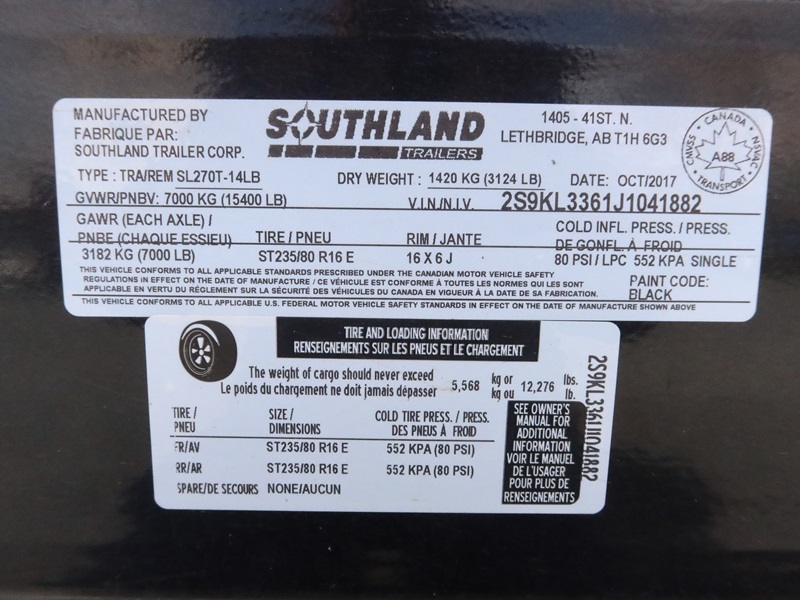 MANUFACTURED BY
FABRIQUE PAR:
SOUTHLAND TRAILER CORP.
SOUTHLAND
TRAILERS
1405 - 41ST. N.
LETHBRIDGE, AB T1H 6G3
CANADA
CMVSS
NSVAC
A88
TRANSPORT
TYPE : TRA/REM SL270T-14LB
DRY WEIGHT : 1420 KG (3124 LB)
DATE: OCT/2017
GVWR/PNBV: 7000 KG (15400 LB)
V.I.N./N.I.V. 2S9KL3361J1041882
GAWR (EACH AXLE) /
PNBE (CHAQUE ESSIEU)
3182 KG (7000 LB)
TIRE / PNEU
ST235/80 R16 E
RIM / JANTE
16 X 6 J
COLD INFL. PRESS. / PRESS.
DE GONFL. À FROID
80 PSI / LPC 552 KPA SINGLE
THIS VEHICLE CONFORMS TO ALL APPLICABLE STANDARDS PRESCRIBED UNDER THE CANADIAN MOTOR VEHICLE SAFETY
REGULATIONS IN EFFECT ON THE DATE OF MANUFACTURE / CE VÉHICULE EST CONFORME À TOUTES LES NORMES QUI LUI SONT
APPLICABLES EN VERTU DU RÉGLEMENT SUR LA SÉCURITÉ DES VÉHICULES DU CANADA EN VIGUEUR À LA DATE DE SA FABRICATION.
THIS VEHICLE CONFORMS TO ALL APPLICABLE U.S. FEDERAL MOTOR VEHICLE SAFETY STANDARDS IN EFFECT ON THE DATE OF MANUFACTURE SHOWN ABOVE
PAINT CODE:
BLACK
TIRE AND LOADING INFORMATION
RENSEIGNEMENTS SUR LES PNEUS ET LE CHARGEMENT
The weight of cargo should never exceed
Le poids du chargement ne doit jamais dépasser
5,568 kg or
kg ou
12,276 lbs.
lb.
TIRE /
PNEU
SIZE /
DIMENSIONS
COLD TIRE PRESS. / PRESS.
DES PNEUS À FROID
FR/AV ST235/80 R16 E 552 KPA (80 PSI)
RR/AR ST235/80 R16 E 552 KPA (80 PSI)
SPARE/DE SECOURS NONE/AUCUN
SEE OWNER'S
MANUAL FOR
ADDITIONAL
INFORMATION
VOIR LE MANUEL
DE L'USAGER
POUR PLUS DE
RENSEIGNEMENTS
2S9KL3361J1041882